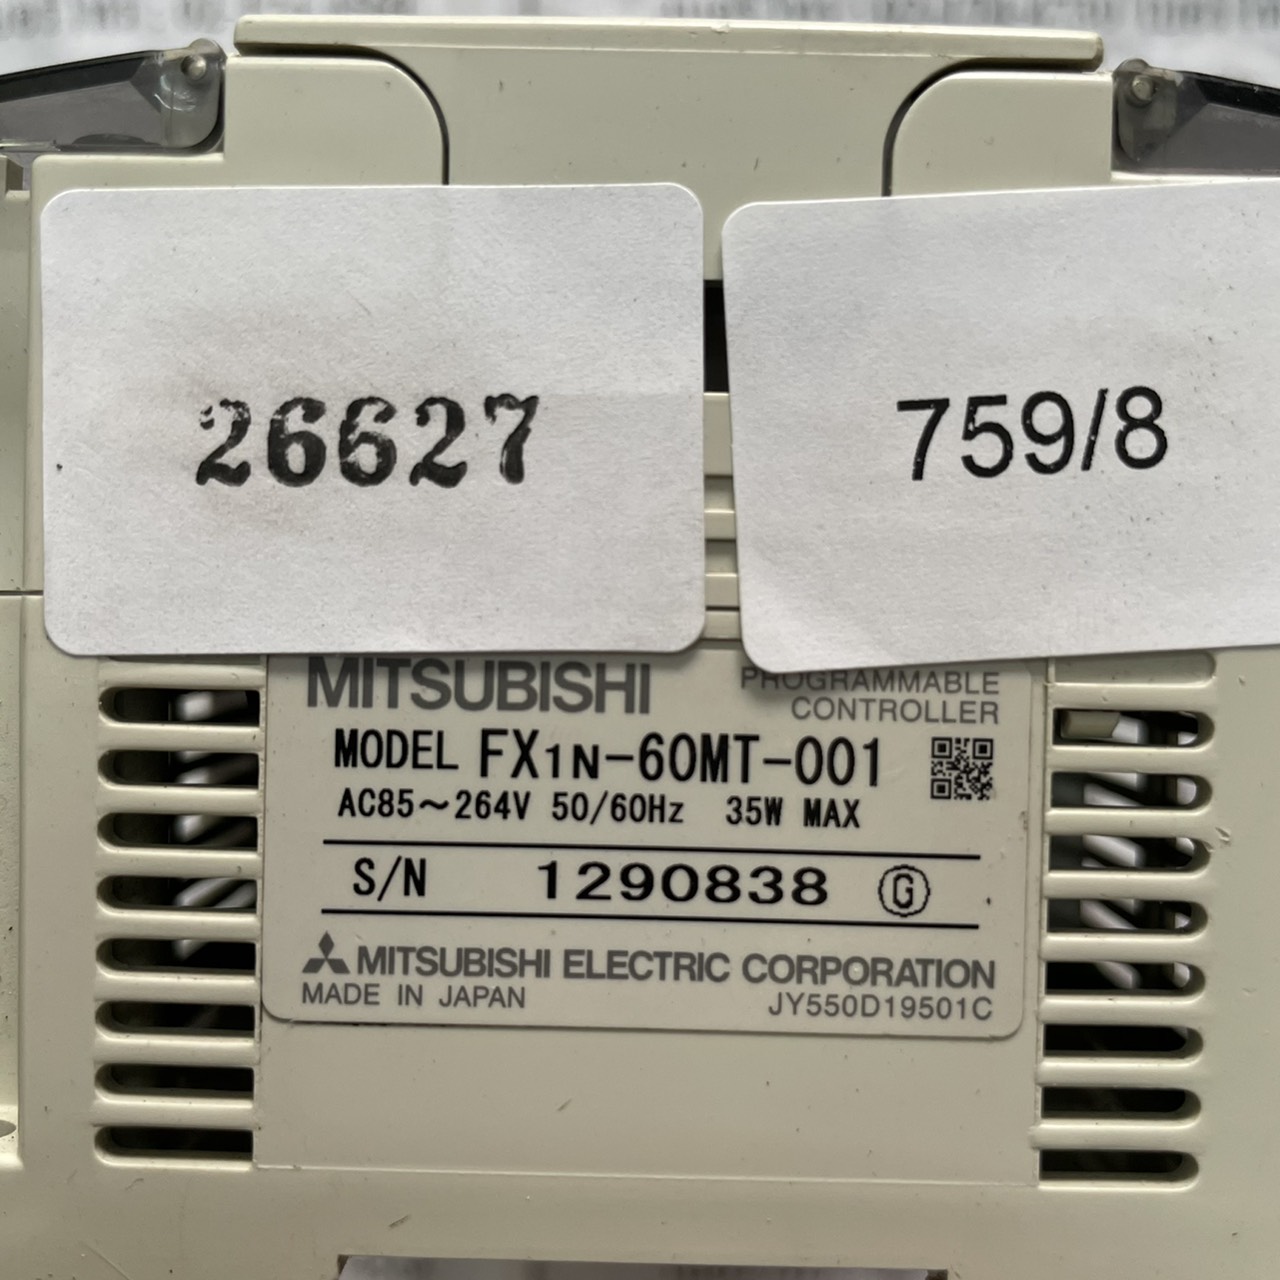 26627
759/8
MITSUBISHI
PROGRAMMABLE
CONTROLLER
MODEL FX1N-60MT-001
AC85~264V 50/60Hz 35W MAX
S/N 1290838 G
MITSUBISHI ELECTRIC CORPORATION
MADE IN JAPAN
JY550D19501C